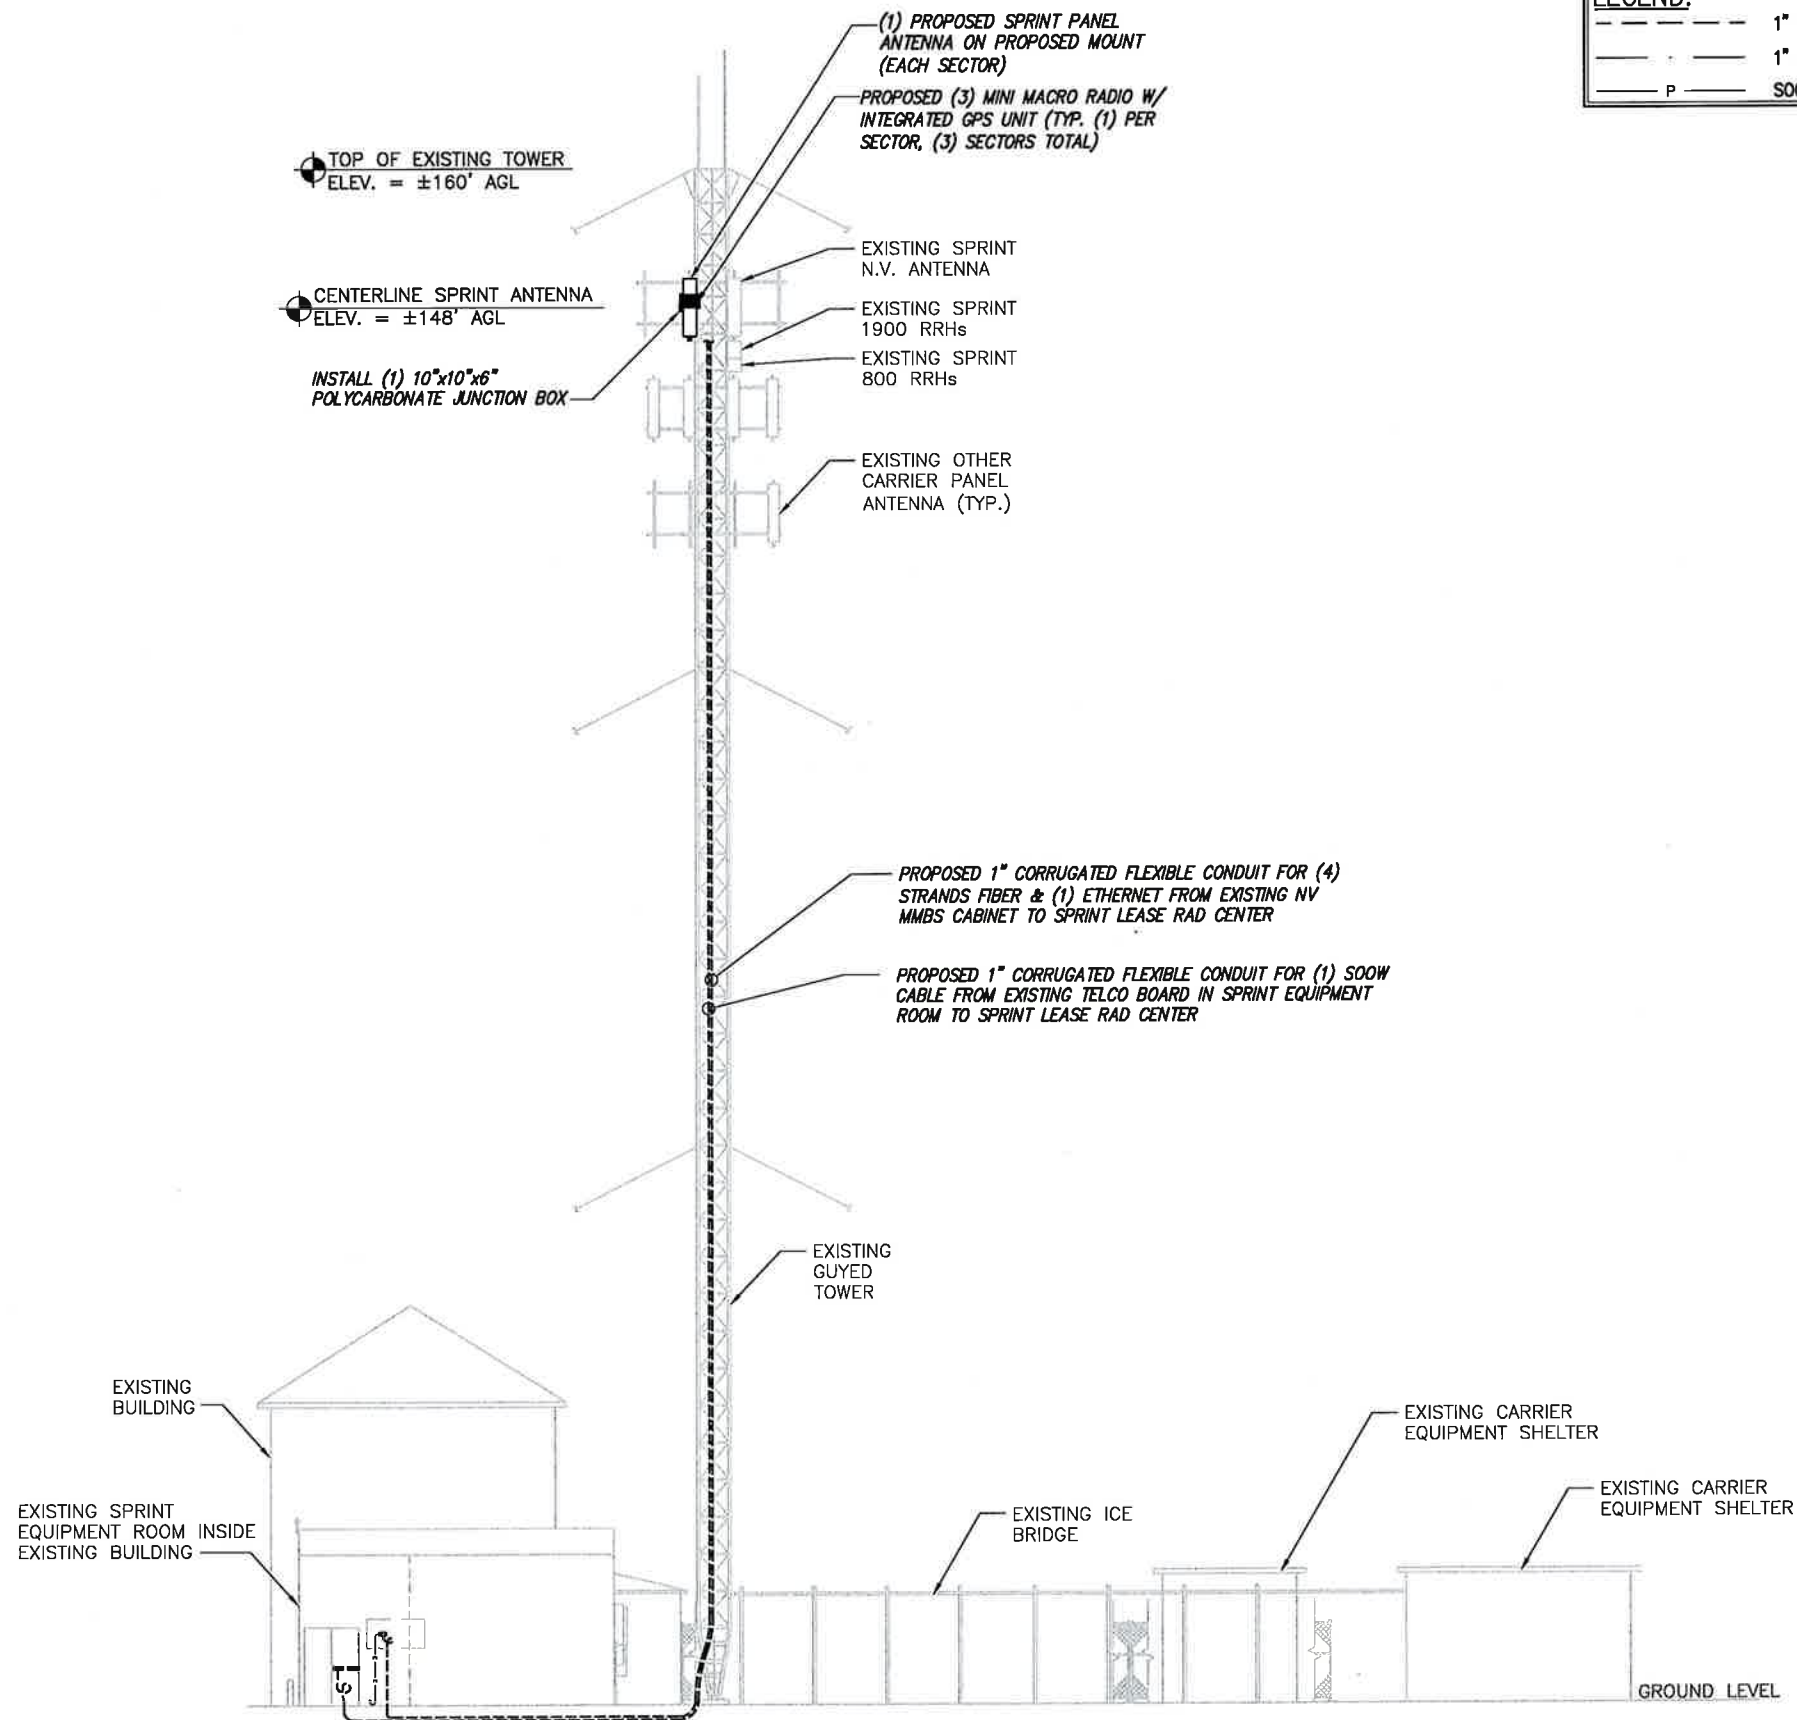 (1) PROPOSED SPRINT PANEL
ANTENNA ON PROPOSED MOUNT
(EACH SECTOR)
PROPOSED (3) MINI MACRO RADIO W/
INTEGRATED GPS UNIT (TYP. (1) PER
SECTOR, (3) SECTORS TOTAL)
LEGEND:
1"
1"
P
TOP OF EXISTING TOWER
ELEV. = ±160' AGL
EXISTING SPRINT
N.V. ANTENNA
CENTERLINE SPRINT ANTENNA
ELEV. = ±148' AGL
EXISTING SPRINT
1900 RRHs
EXISTING SPRINT
800 RRHs
INSTALL (1) 10"x10"x6"
POLYCARBONATE JUNCTION BOX
EXISTING OTHER
CARRIER PANEL
ANTENNA (TYP.)
PROPOSED 1" CORRUGATED FLEXIBLE CONDUIT FOR (4)
STRANDS FIBER & (1) ETHERNET FROM EXISTING NV
MMBS CABINET TO SPRINT LEASE RAD CENTER
PROPOSED 1" CORRUGATED FLEXIBLE CONDUIT FOR (1) SOOW
CABLE FROM EXISTING TELCO BOARD IN SPRINT EQUIPMENT
ROOM TO SPRINT LEASE RAD CENTER
EXISTING
GUYED
TOWER
EXISTING
BUILDING
EXISTING SPRINT
EQUIPMENT ROOM INSIDE
EXISTING BUILDING
EXISTING ICE
BRIDGE
EXISTING CARRIER
EQUIPMENT SHELTER
EXISTING CARRIER
EQUIPMENT SHELTER
GROUND LEVEL